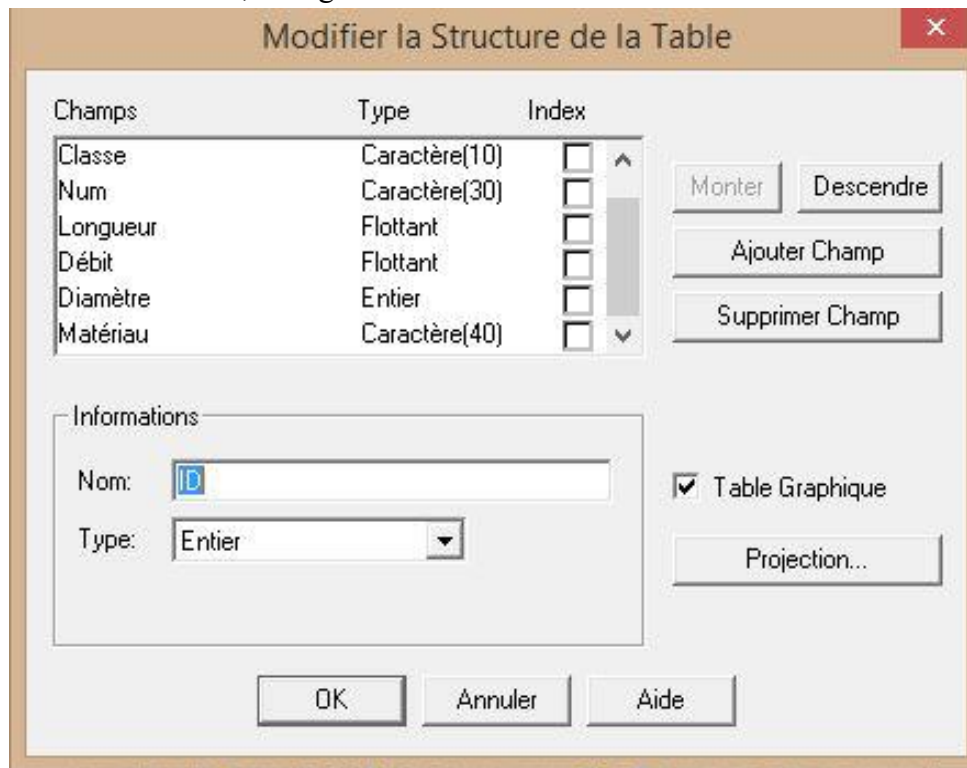 Modifier la Structure de la Table
Champs Type Index
Classe Caractère(10)
Num Caractère(30)
Longueur Flottant
Débit Flottant
Diamètre Entier
Matériau Caractère(40)
Monter Descendre
Ajouter Champ
Supprimer Champ
Informations
Nom: ID
Type: Entier
Table Graphique
Projection...
OK Annuler Aide